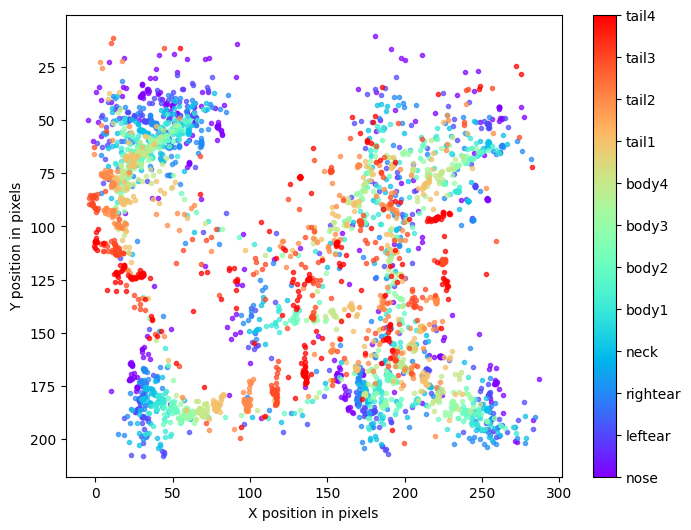 25
50
75
100
125
150
175
200
0
50
100
150
200
250
300
Y position in pixels
X position in pixels
tail4
tail3
tail2
tail1
body4
body3
body2
body1
neck
rightear
leftear
nose